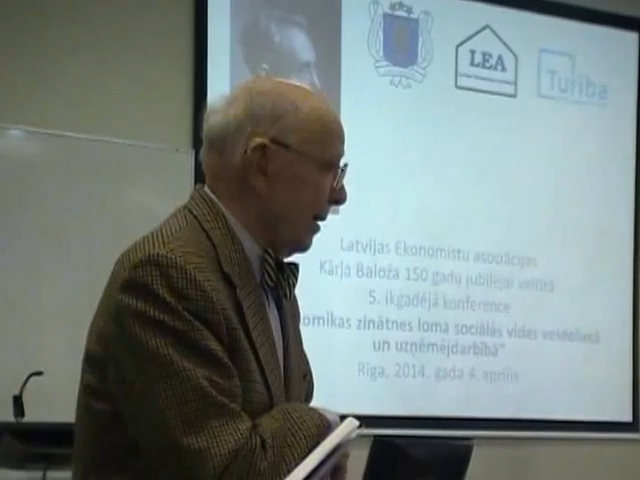 LEA
Turība
Latvijas Ekonomistu asociācijas
Kārļa Baloža 150 gadu jubilejai veltītā
5. ikgadējā konference
omikas zinātnes loma sociālās vides veidošanā
un uzņēmējdarbībā"
Rīga, 2014. gada 4. aprīlis